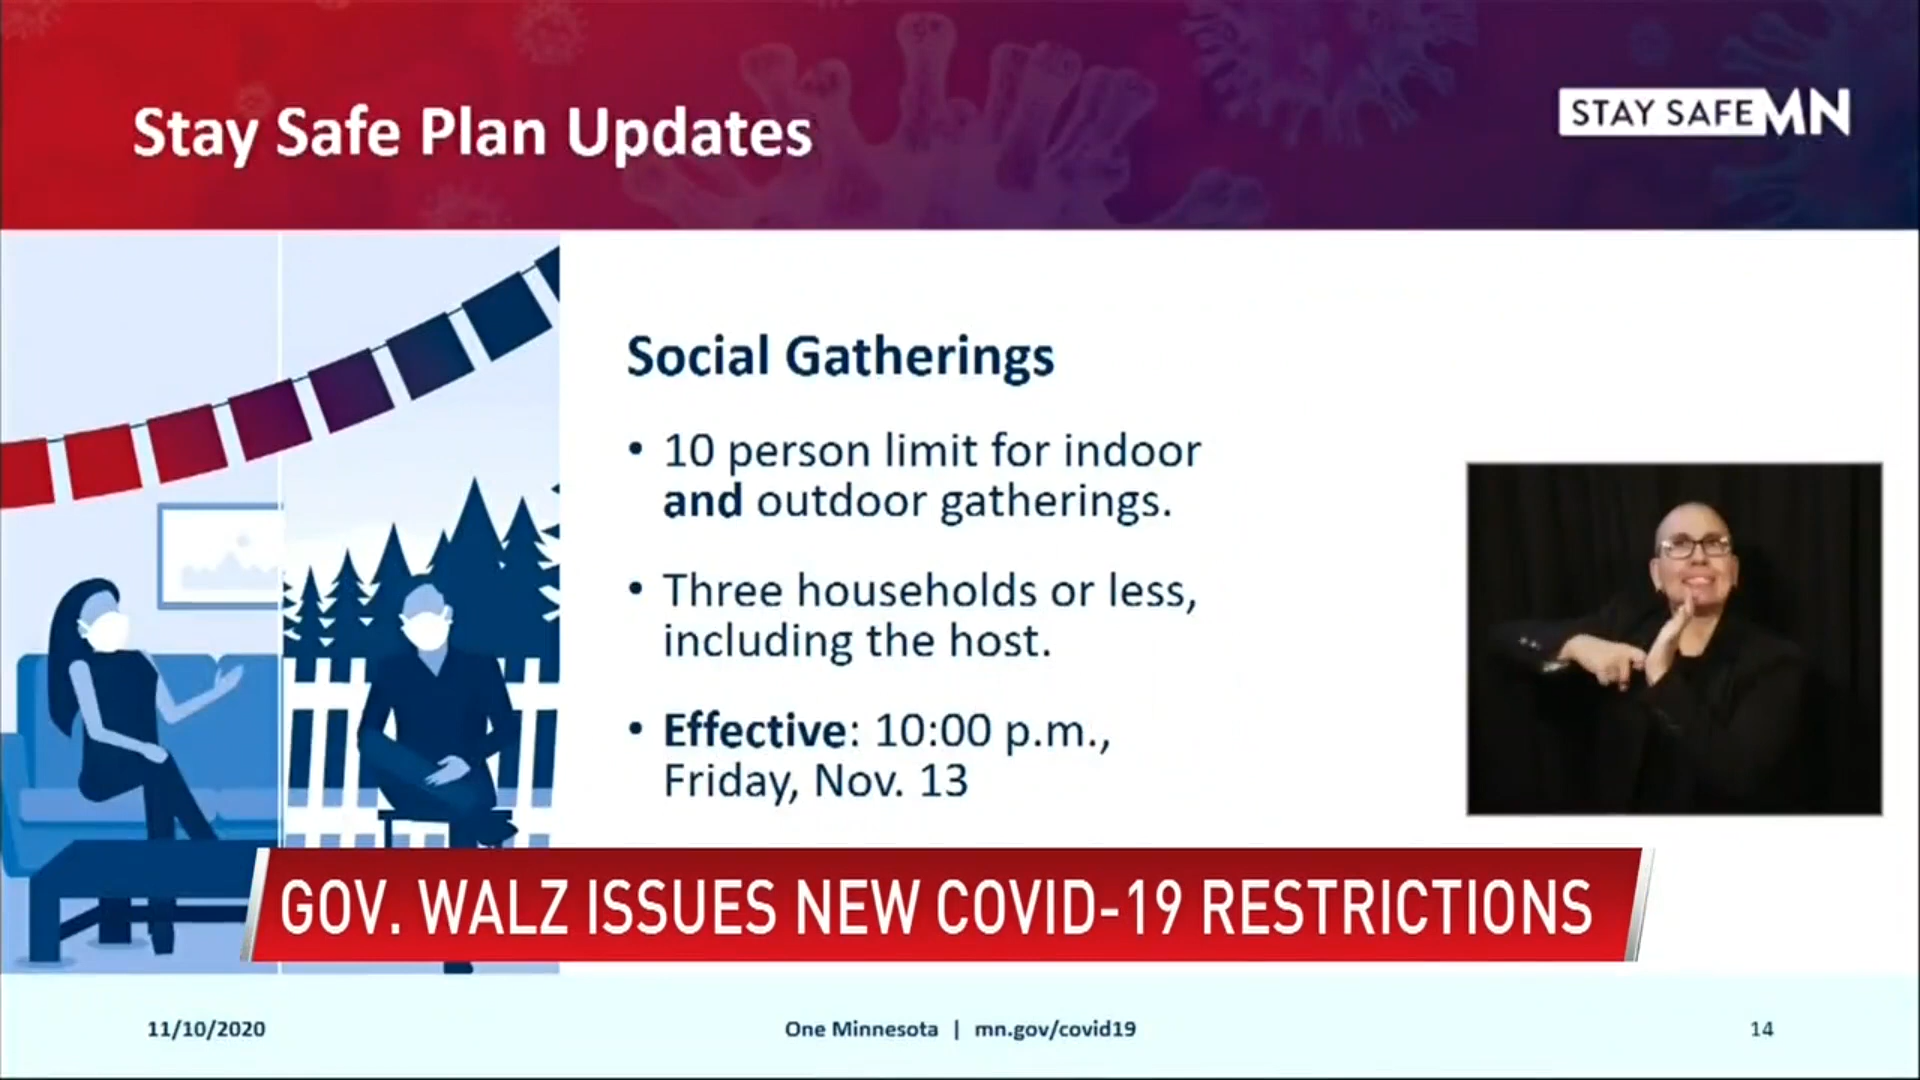 Stay Safe Plan Updates
STAY SAFE MN
Social Gatherings
• 10 person limit for indoor
and outdoor gatherings.
• Three households or less,
including the host.
• Effective: 10:00 p.m.,
Friday, Nov. 13
GOV. WALZ ISSUES NEW COVID-19 RESTRICTIONS
11/10/2020
One Minnesota | mn.gov/covid19
14